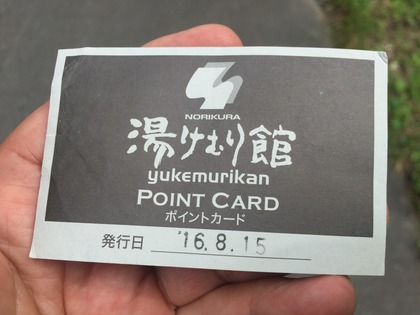 NORIKURA
湯けむり館
yukemurikan
POINT CARD
ポイントカード
発行日 '16.8.15